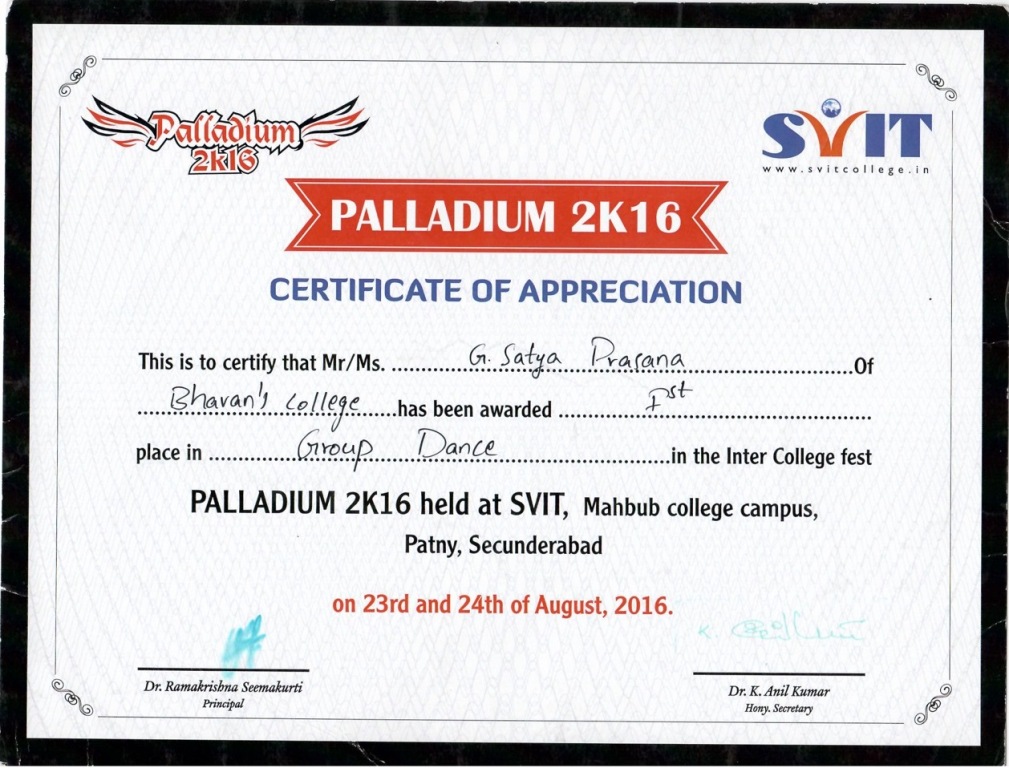 Palladium
2k16
SVIT
www.svitcollege.in
PALLADIUM 2K16
CERTIFICATE OF APPRECIATION
This is to certify that Mr/Ms. G. Satya Prasana Of
Bhavan's college has been awarded Ist
place in Group Dance in the Inter College fest
PALLADIUM 2K16 held at SVIT, Mahbub college campus,
Patny, Secunderabad
on 23rd and 24th of August, 2016.
Dr. Ramakrishna Seemakurti
Principal
K.
Dr. K. Anil Kumar
Hony. Secretary